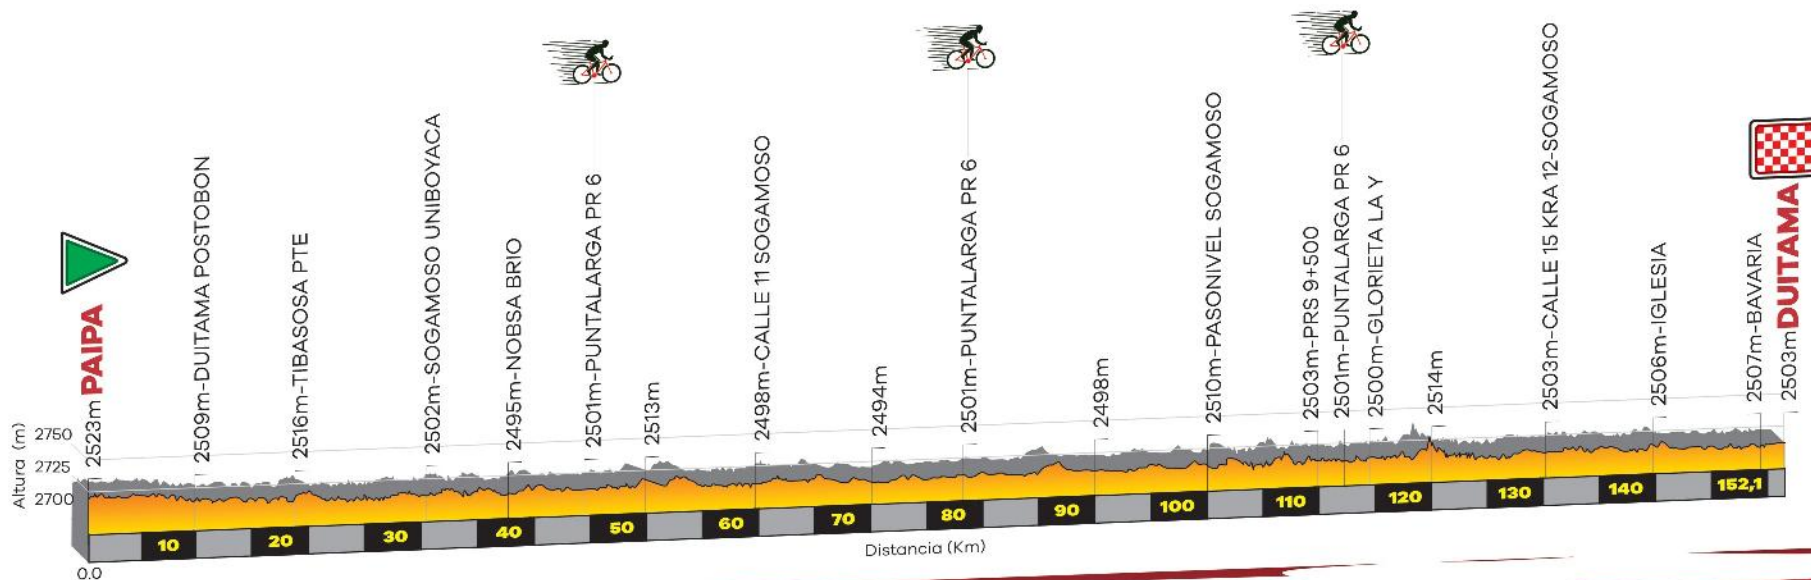 PAIPA
2523m
2509m-DUITAMA POSTOBON
2516m-TIBASOSA PTE
2502m-SOGAMOSO UNIBOYACA
2495m-NOBSA BRIO
2501m-PUNTALARGA PR 6
2513m
2498m-CALLE 11 SOGAMOSO
2494m
2501m-PUNTALARGA PR 6
2498m
2510m-PASONIVEL SOGAMOSO
2503m-PRS 9+500
2501m-PUNTALARGA PR 6
2500m-GLORIETA LA Y
2514m
2503m-CALLE 15 KRA 12-SOGAMOSO
2506m-IGLESIA
2507m-BAVARIA
2503m
DUITAMA
Altura (m)
2750
2725
2700
0.0
10
20
30
40
50
60
70
80
90
100
110
120
130
140
152,1
Distancia (Km)